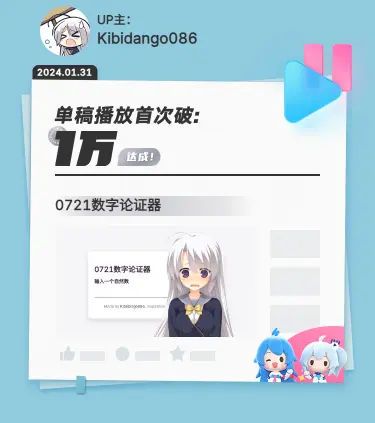 UP主：
Kibidango086
2024.01.31
单稿播放首次破:
1万 达成！
0721数字论证器
0721数字论证器
输入一个自然数
Made by Kibidango086